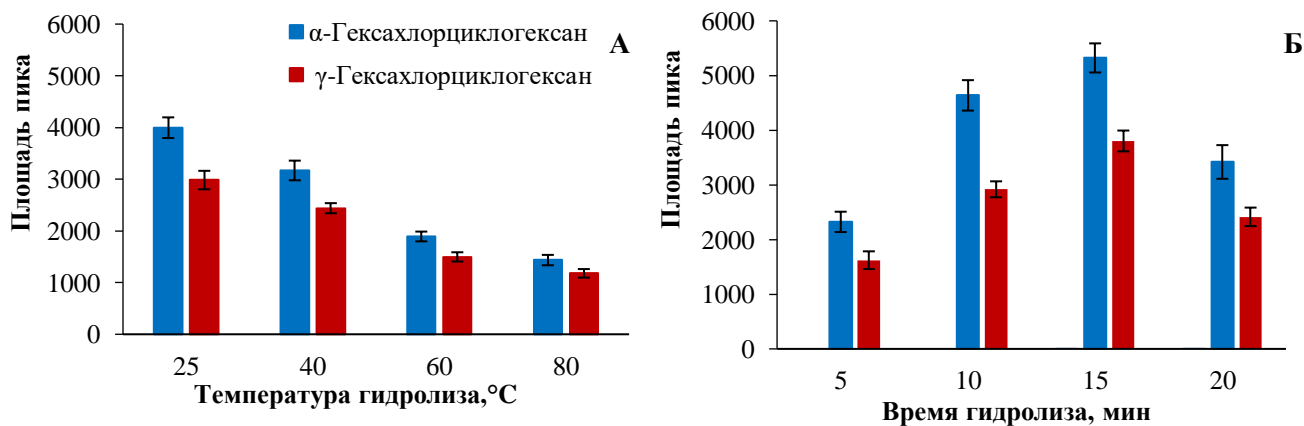 6000
5000
4000
3000
2000
1000
0
Площадь пика
α-Гексахлорциклогексан
γ-Гексахлорциклогексан
А
25 40 60 80
Температура гидролиза,°C
6000
5000
4000
3000
2000
1000
0
Площадь пика
Б
5 10 15 20
Время гидролиза, мин